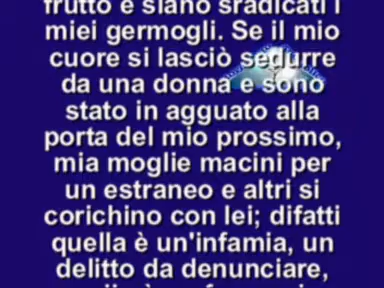 frutto e siano sradicati i
miei germogli. Se il mio
cuore si lasciò sedurre
da una donna e sono
stato in agguato alla
porta del mio prossimo,
mia moglie macini per
un estraneo e altri si
corichino con lei; difatti
quella è un'infamia, un
delitto da denunciare,